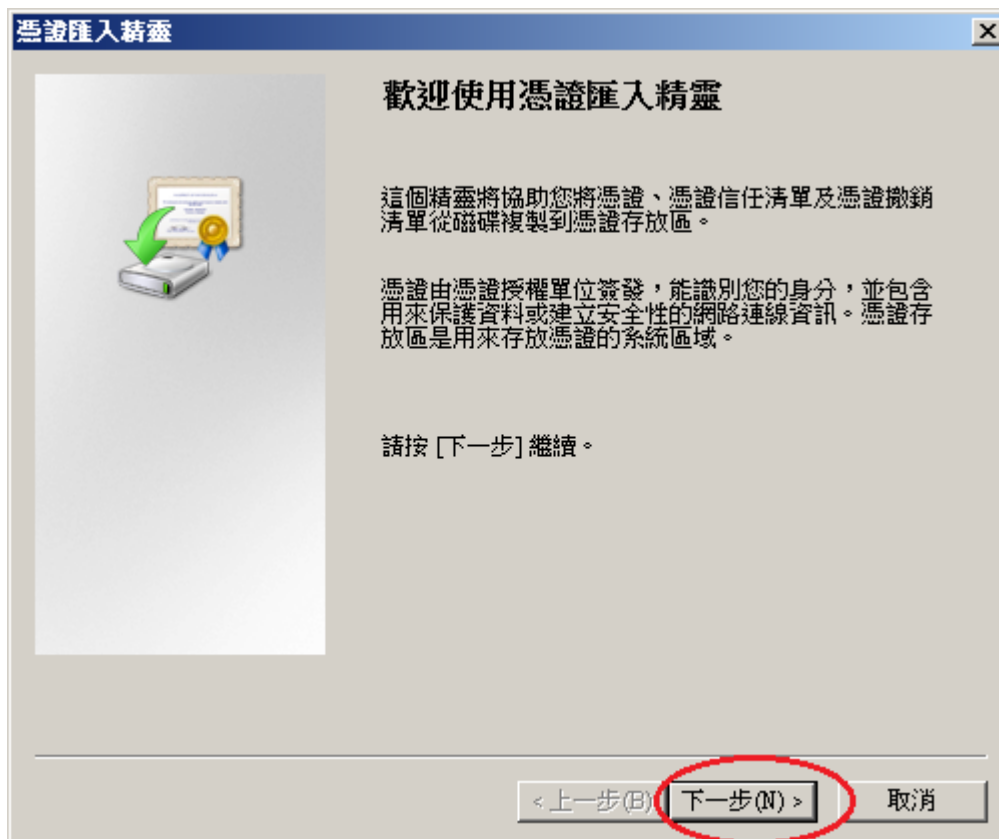 憑證匯入精靈
歡迎使用憑證匯入精靈
這個精靈將協助您將憑證、憑證信任清單及憑證撤銷
清單從磁碟複製到憑證存放區。
憑證由憑證授權單位簽發，能識別您的身分，並包含
用來保護資料或建立安全性的網路連線資訊。憑證存
放區是用來存放憑證的系統區域。
請按 [下一步] 繼續。
< 上一步(B) 下一步(N) > 取消